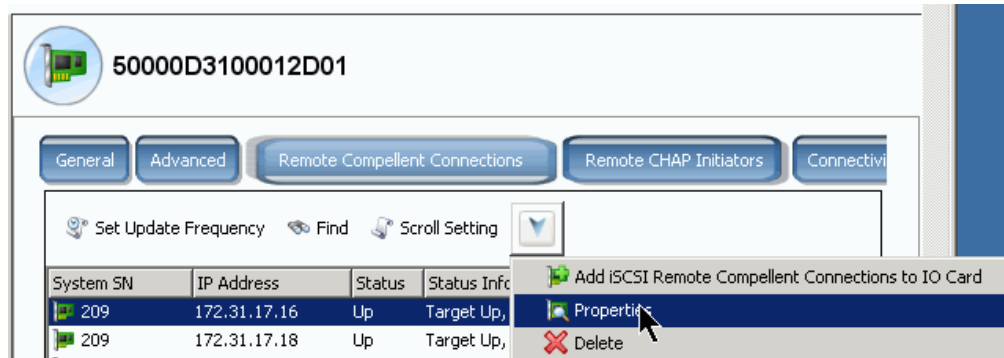 50000D3100012D01
General Advanced Remote Compellent Connections Remote CHAP Initiators Connectivi
Set Update Frequency Find Scroll Setting
System SN IP Address Status Status Info
Add iSCSI Remote Compellent Connections to IO Card
209 172.31.17.16 Up Target Up,
Properties
209 172.31.17.18 Up Target Up,
Delete